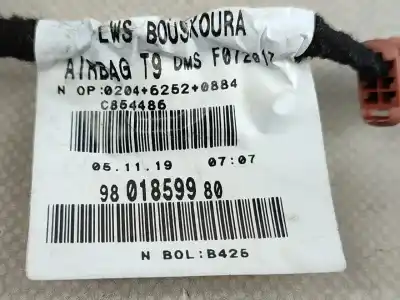 LWS BOUSKOURA
AIRBAG T9 DMS
N OP:0204+6252+0884
C854486
05.11.19 07:07
98 018599 80
N BOL:B425